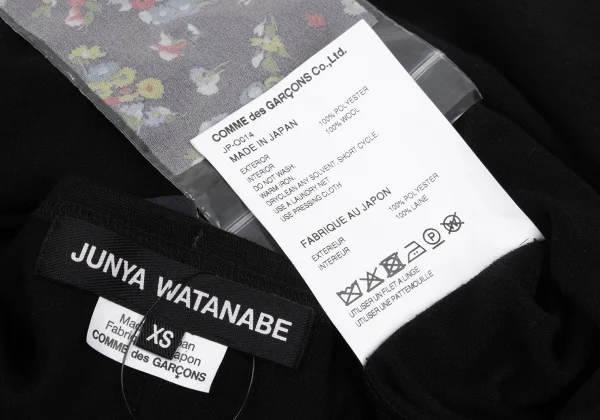 COMME des GARÇONS Co.,Ltd.
JP-O014
MADE IN JAPAN
EXTERIOR 100% POLYESTER
INTERIOR 100% WOOL
DO NOT WASH.
WARM IRON.
DRYCLEAN ANY SOLVENT, SHORT CYCLE.
USE A LAUNDRY NET
USE PRESSING CLOTH
FABRIQUE AU JAPON
EXTERIEUR 100% POLYESTER
INTERIEUR 100% LAINE
P
UTILISER UN FILET A LINGE
UTILISER UNE PATTEMOUILLE
JUNYA WATANABE
XS
COMME des GARÇONS